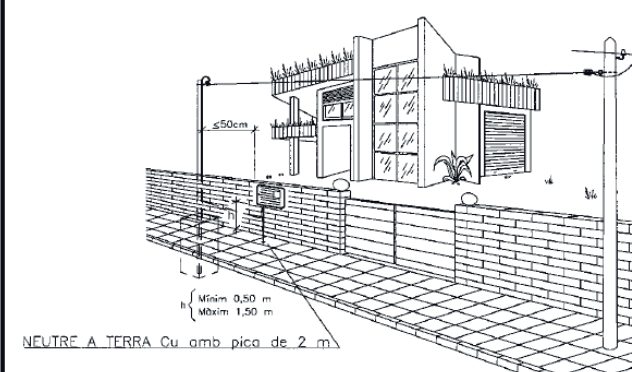 ≤50cm
h
h { Mínim 0,50 m
Màxim 1,50 m
NEUTRE A TERRA Cu amb pica de 2 m